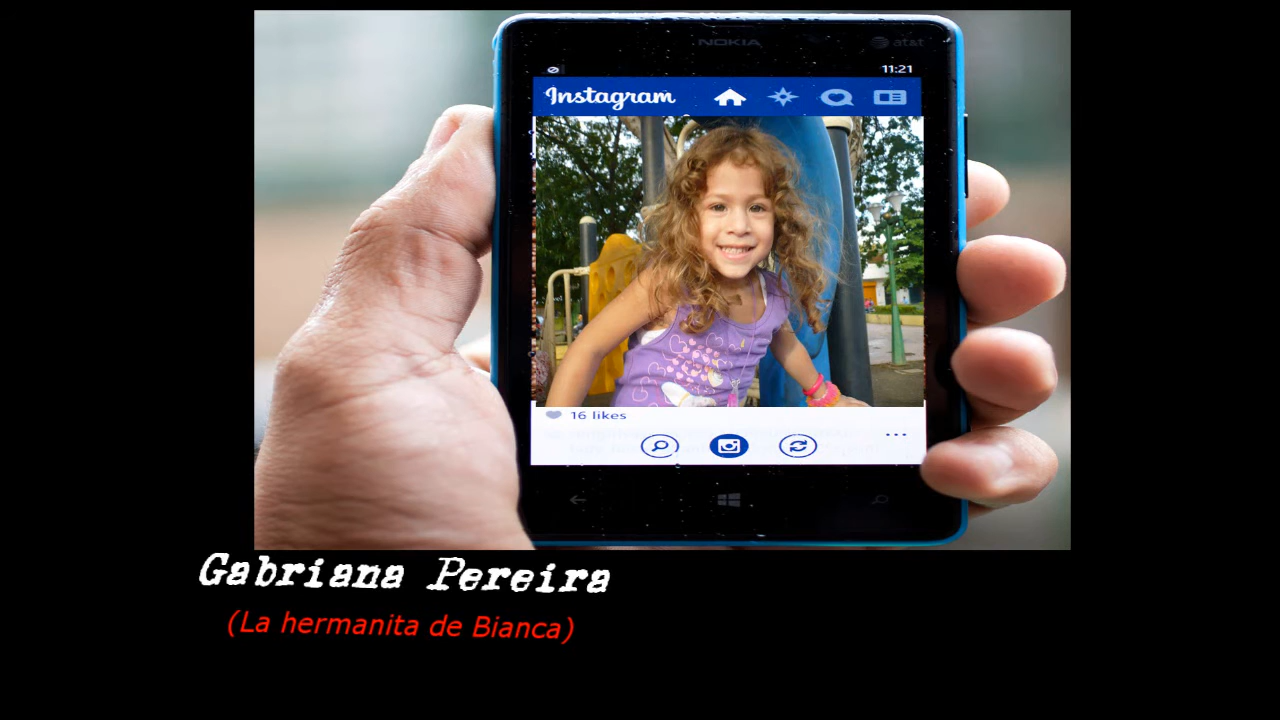 NOKIA
at&t
11:21
Instagram
16 likes
Gabriana Pereira
(La hermanita de Bianca)